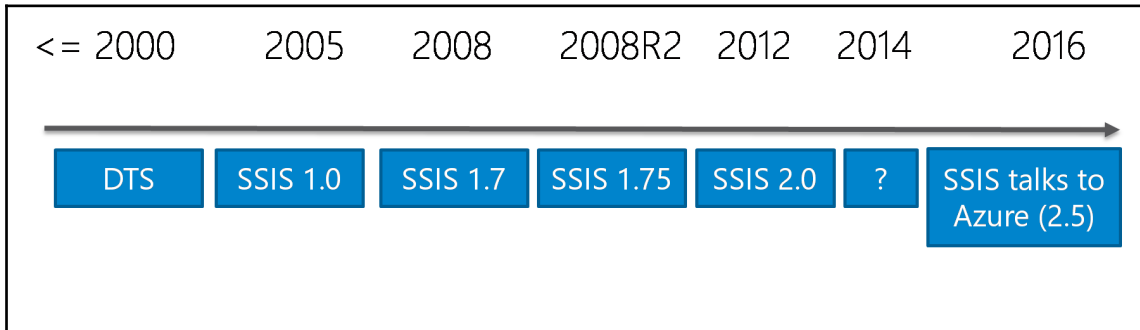 <= 2000 2005 2008 2008R2 2012 2014 2016
DTS SSIS 1.0 SSIS 1.7 SSIS 1.75 SSIS 2.0 ? SSIS talks to
Azure (2.5)